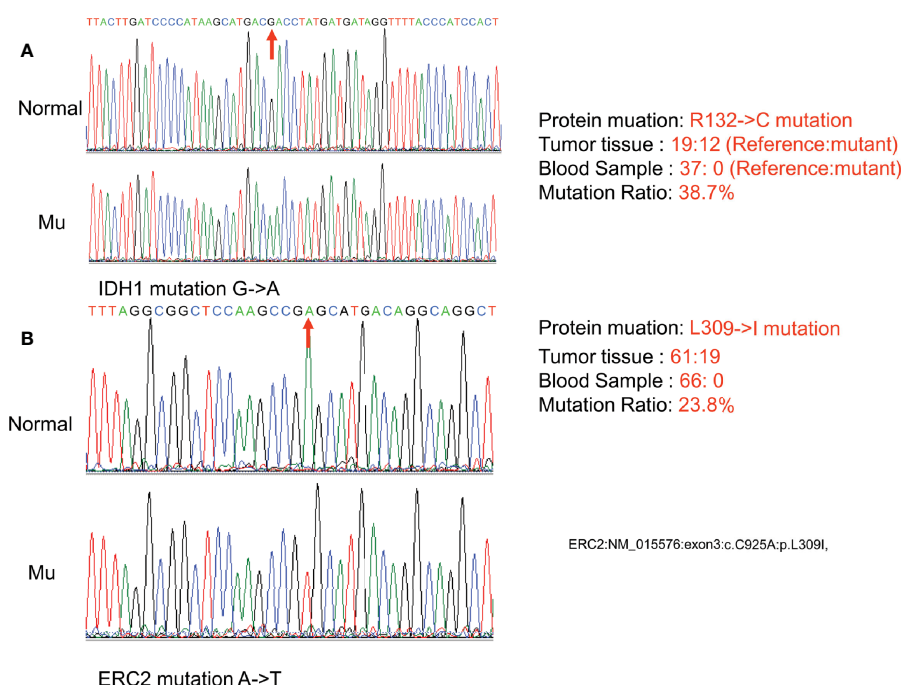 TTACTTGATCCCCATAAGCATGACGACCTATGATGATAGGTTTTACCCATCCACT
A
Normal
Mu
IDH1 mutation G->A
Protein muation: R132->C mutation
Tumor tissue : 19:12 (Reference:mutant)
Blood Sample : 37: 0 (Reference:mutant)
Mutation Ratio: 38.7%
TTTAGGCGGCTCCAAGCCGAGCATGACAGGCAGGCT
B
Normal
Mu
ERC2 mutation A->T
Protein muation: L309->I mutation
Tumor tissue : 61:19
Blood Sample : 66: 0
Mutation Ratio: 23.8%
ERC2:NM_015576:exon3:c.C925A:p.L309I,